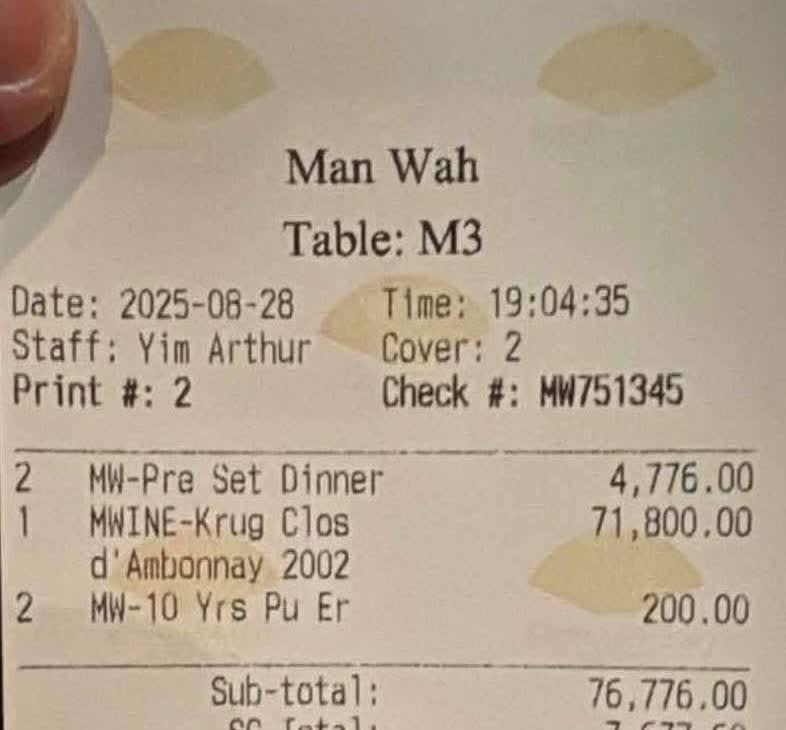 Man Wah
Table: M3
Date: 2025-08-28 Time: 19:04:35
Staff: Yim Arthur Cover: 2
Print #: 2 Check #: MW751345
2 MW-Pre Set Dinner 4,776.00
1 MWINE-Krug Clos 71,800.00
d'Ambonnay 2002
2 MW-10 Yrs Pu Er 200.00
Sub-total: 76,776.00